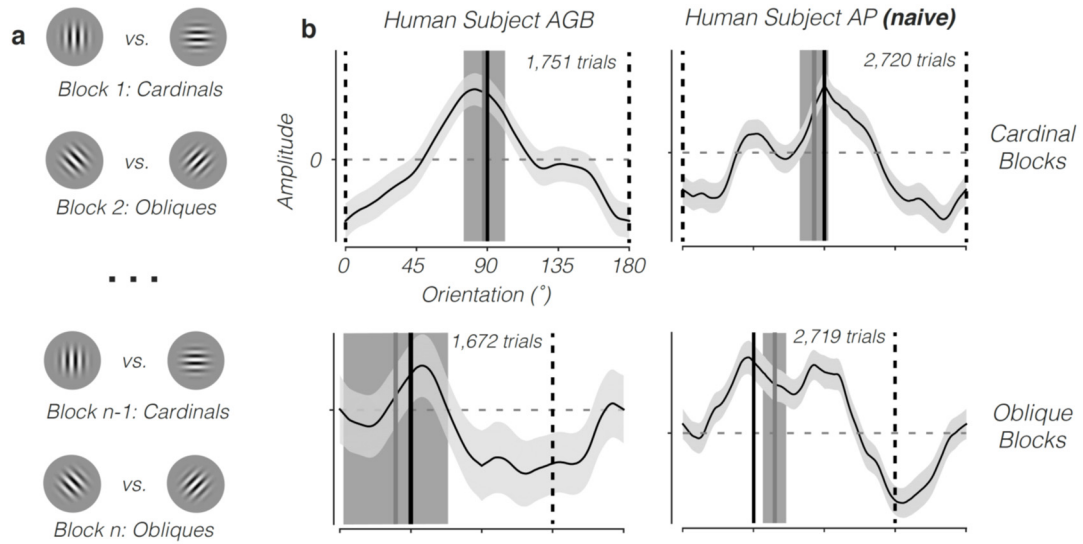 a
vs.
Block 1: Cardinals
vs.
Block 2: Obliques
. . .
vs.
Block n-1: Cardinals
vs.
Block n: Obliques
b
Human Subject AGB
Human Subject AP (naive)
1,751 trials
2,720 trials
Amplitude
0
0 45 90 135 180
Orientation (°)
Cardinal
Blocks
1,672 trials
2,719 trials
Oblique
Blocks